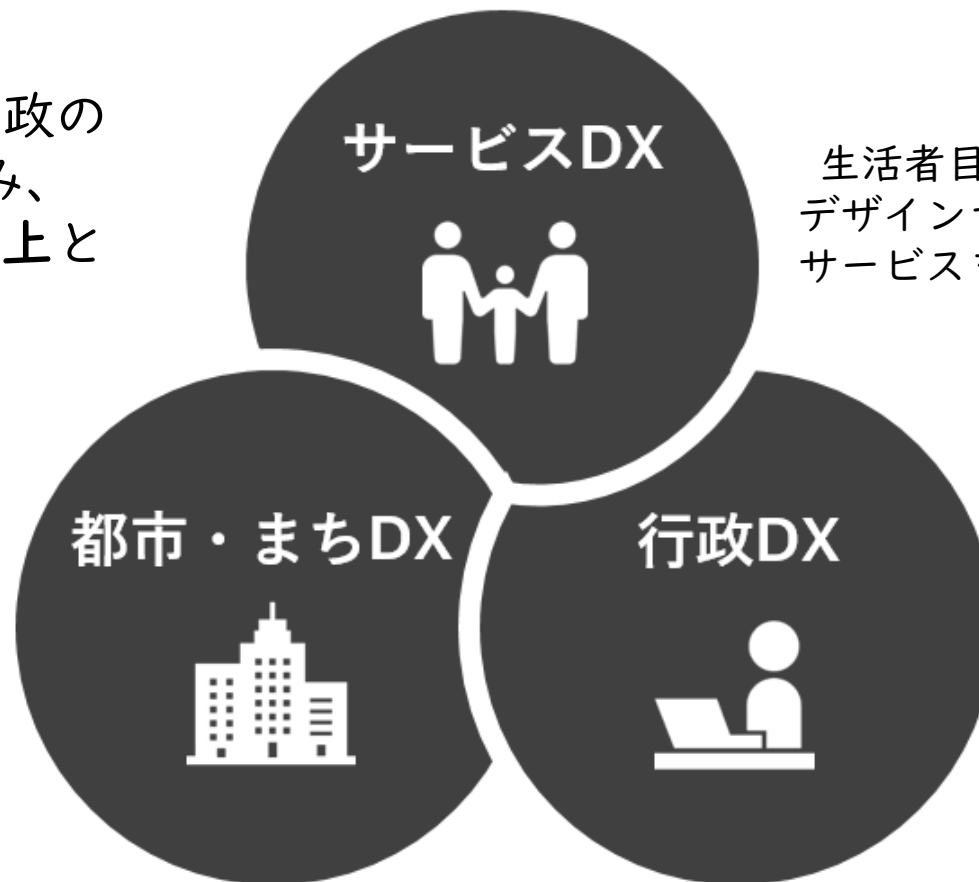 政の
み、
上と
サービスDX
生活者目
デザイン
サービス
都市・まちDX
行政DX